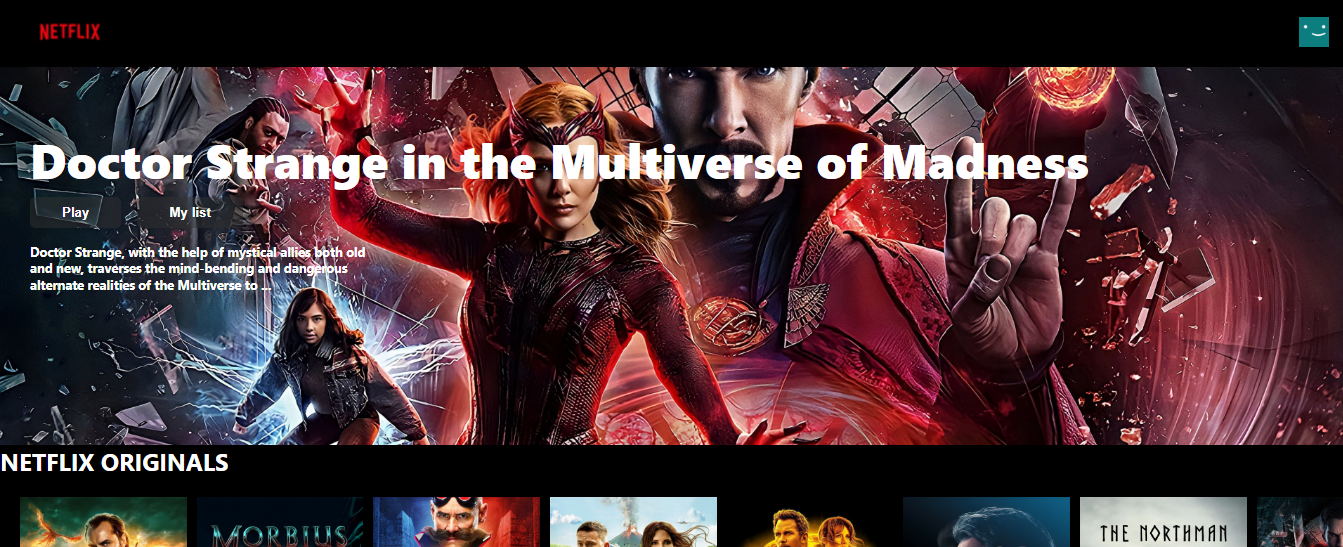 NETFLIX
Doctor Strange in the Multiverse of Madness
Play
My list
Doctor Strange, with the help of mystical allies both old
and new, traverses the mind-bending and dangerous
alternate realities of the Multiverse to ...
NETFLIX ORIGINALS
MORBIUS
THE NORTHMAN